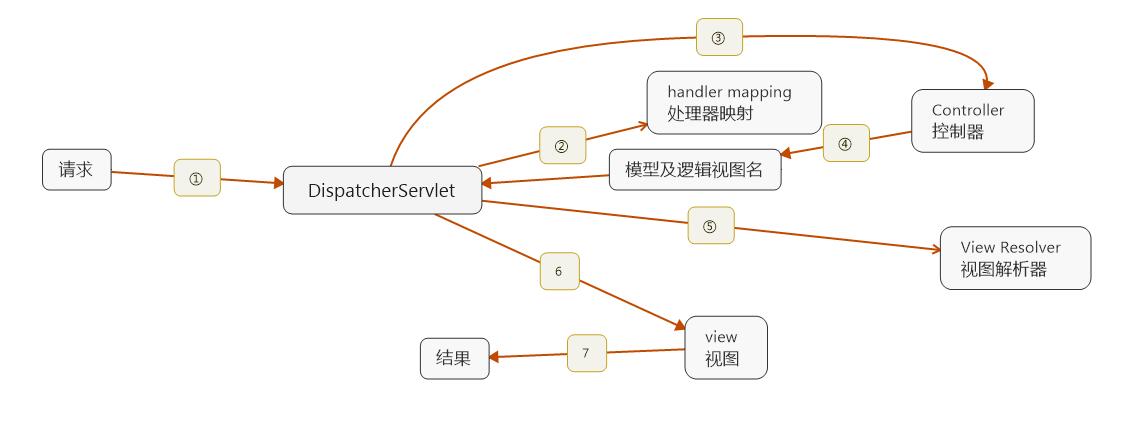 ③
handler mapping
处理器映射
Controller
控制器
②
④
请求
①
模型及逻辑视图名
DispatcherServlet
⑤
View Resolver
视图解析器
6
view
视图
7
结果